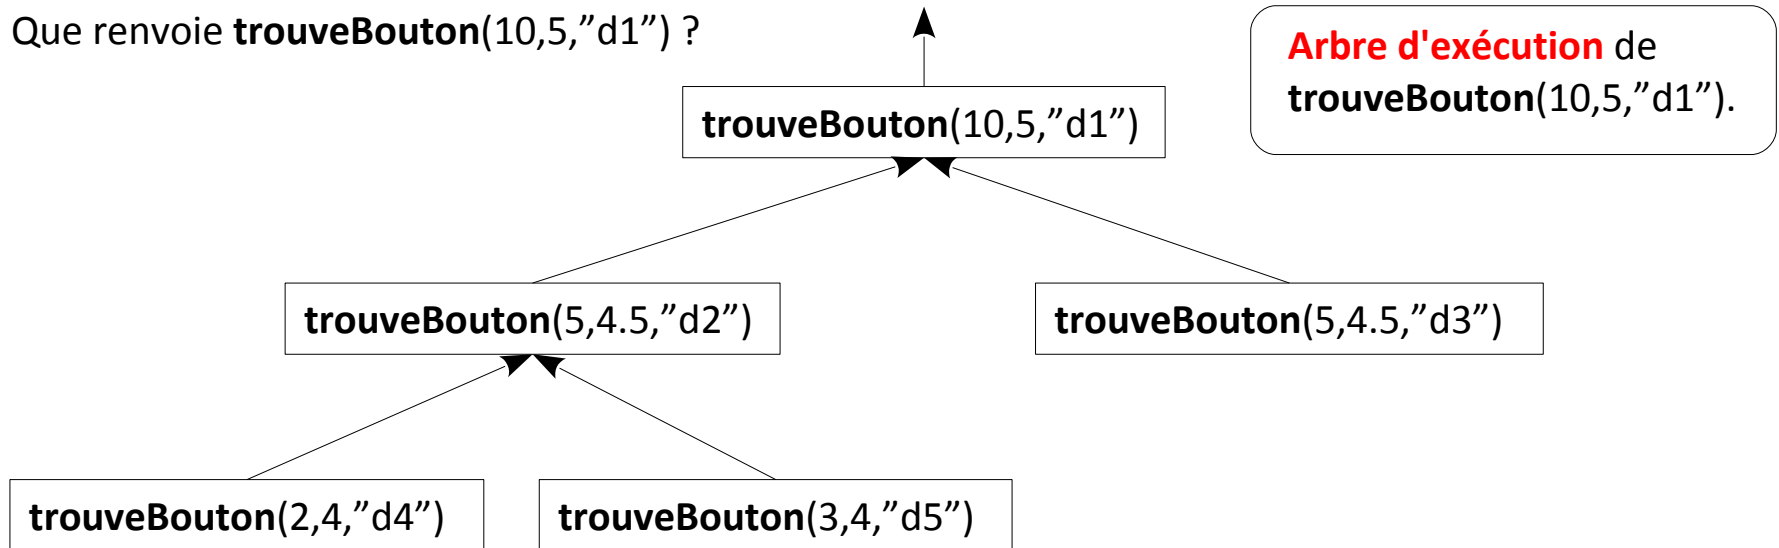 Que renvoie trouveBouton(10,5,”d1”) ?
Arbre d'exécution de
trouveBouton(10,5,”d1”).
trouveBouton(10,5,”d1”)
trouveBouton(5,4.5,”d2”)
trouveBouton(5,4.5,”d3”)
trouveBouton(2,4,”d4”)
trouveBouton(3,4,”d5”)